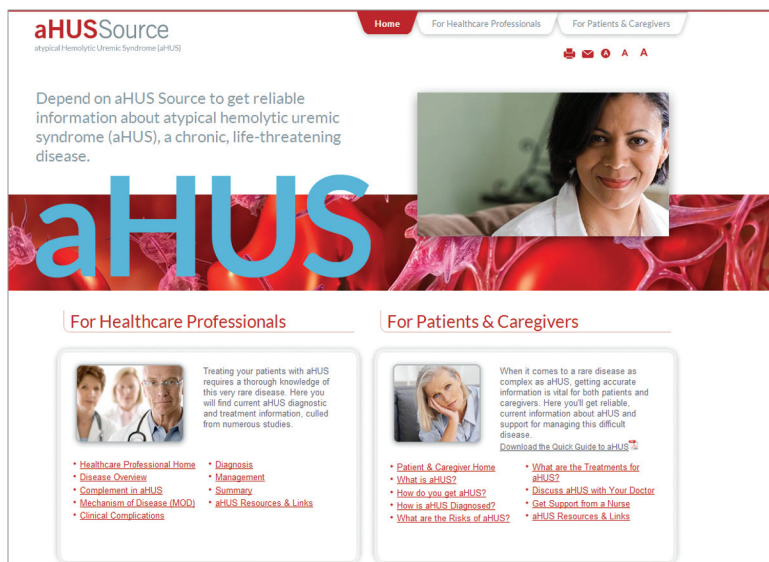 aHUSSource
atypical Hemolytic Uremic Syndrome (aHUS)
Home
For Healthcare Professionals
For Patients & Caregivers
A A A
Depend on aHUS Source to get reliable
information about atypical hemolytic uremic
syndrome (aHUS), a chronic, life-threatening
disease.
aHUS
For Healthcare Professionals
Treating your patients with aHUS
requires a thorough knowledge of
this very rare disease. Here you
will find current aHUS diagnostic
and treatment information, culled
from numerous studies.
• Healthcare Professional Home
• Disease Overview
• Complement in aHUS
• Mechanism of Disease (MOD)
• Clinical Complications
• Diagnosis
• Management
• Summary
• aHUS Resources & Links
For Patients & Caregivers
When it comes to a rare disease as
complex as aHUS, getting accurate
information is vital for both patients and
caregivers. Here you'll get reliable,
current information about aHUS and
support for managing this difficult
disease.
Download the Quick Guide to aHUS
• Patient & Caregiver Home
• What is aHUS?
• How do you get aHUS?
• How is aHUS Diagnosed?
• What are the Risks of aHUS?
• What are the Treatments for
aHUS?
• Discuss aHUS with Your Doctor
• Get Support from a Nurse
• aHUS Resources & Links